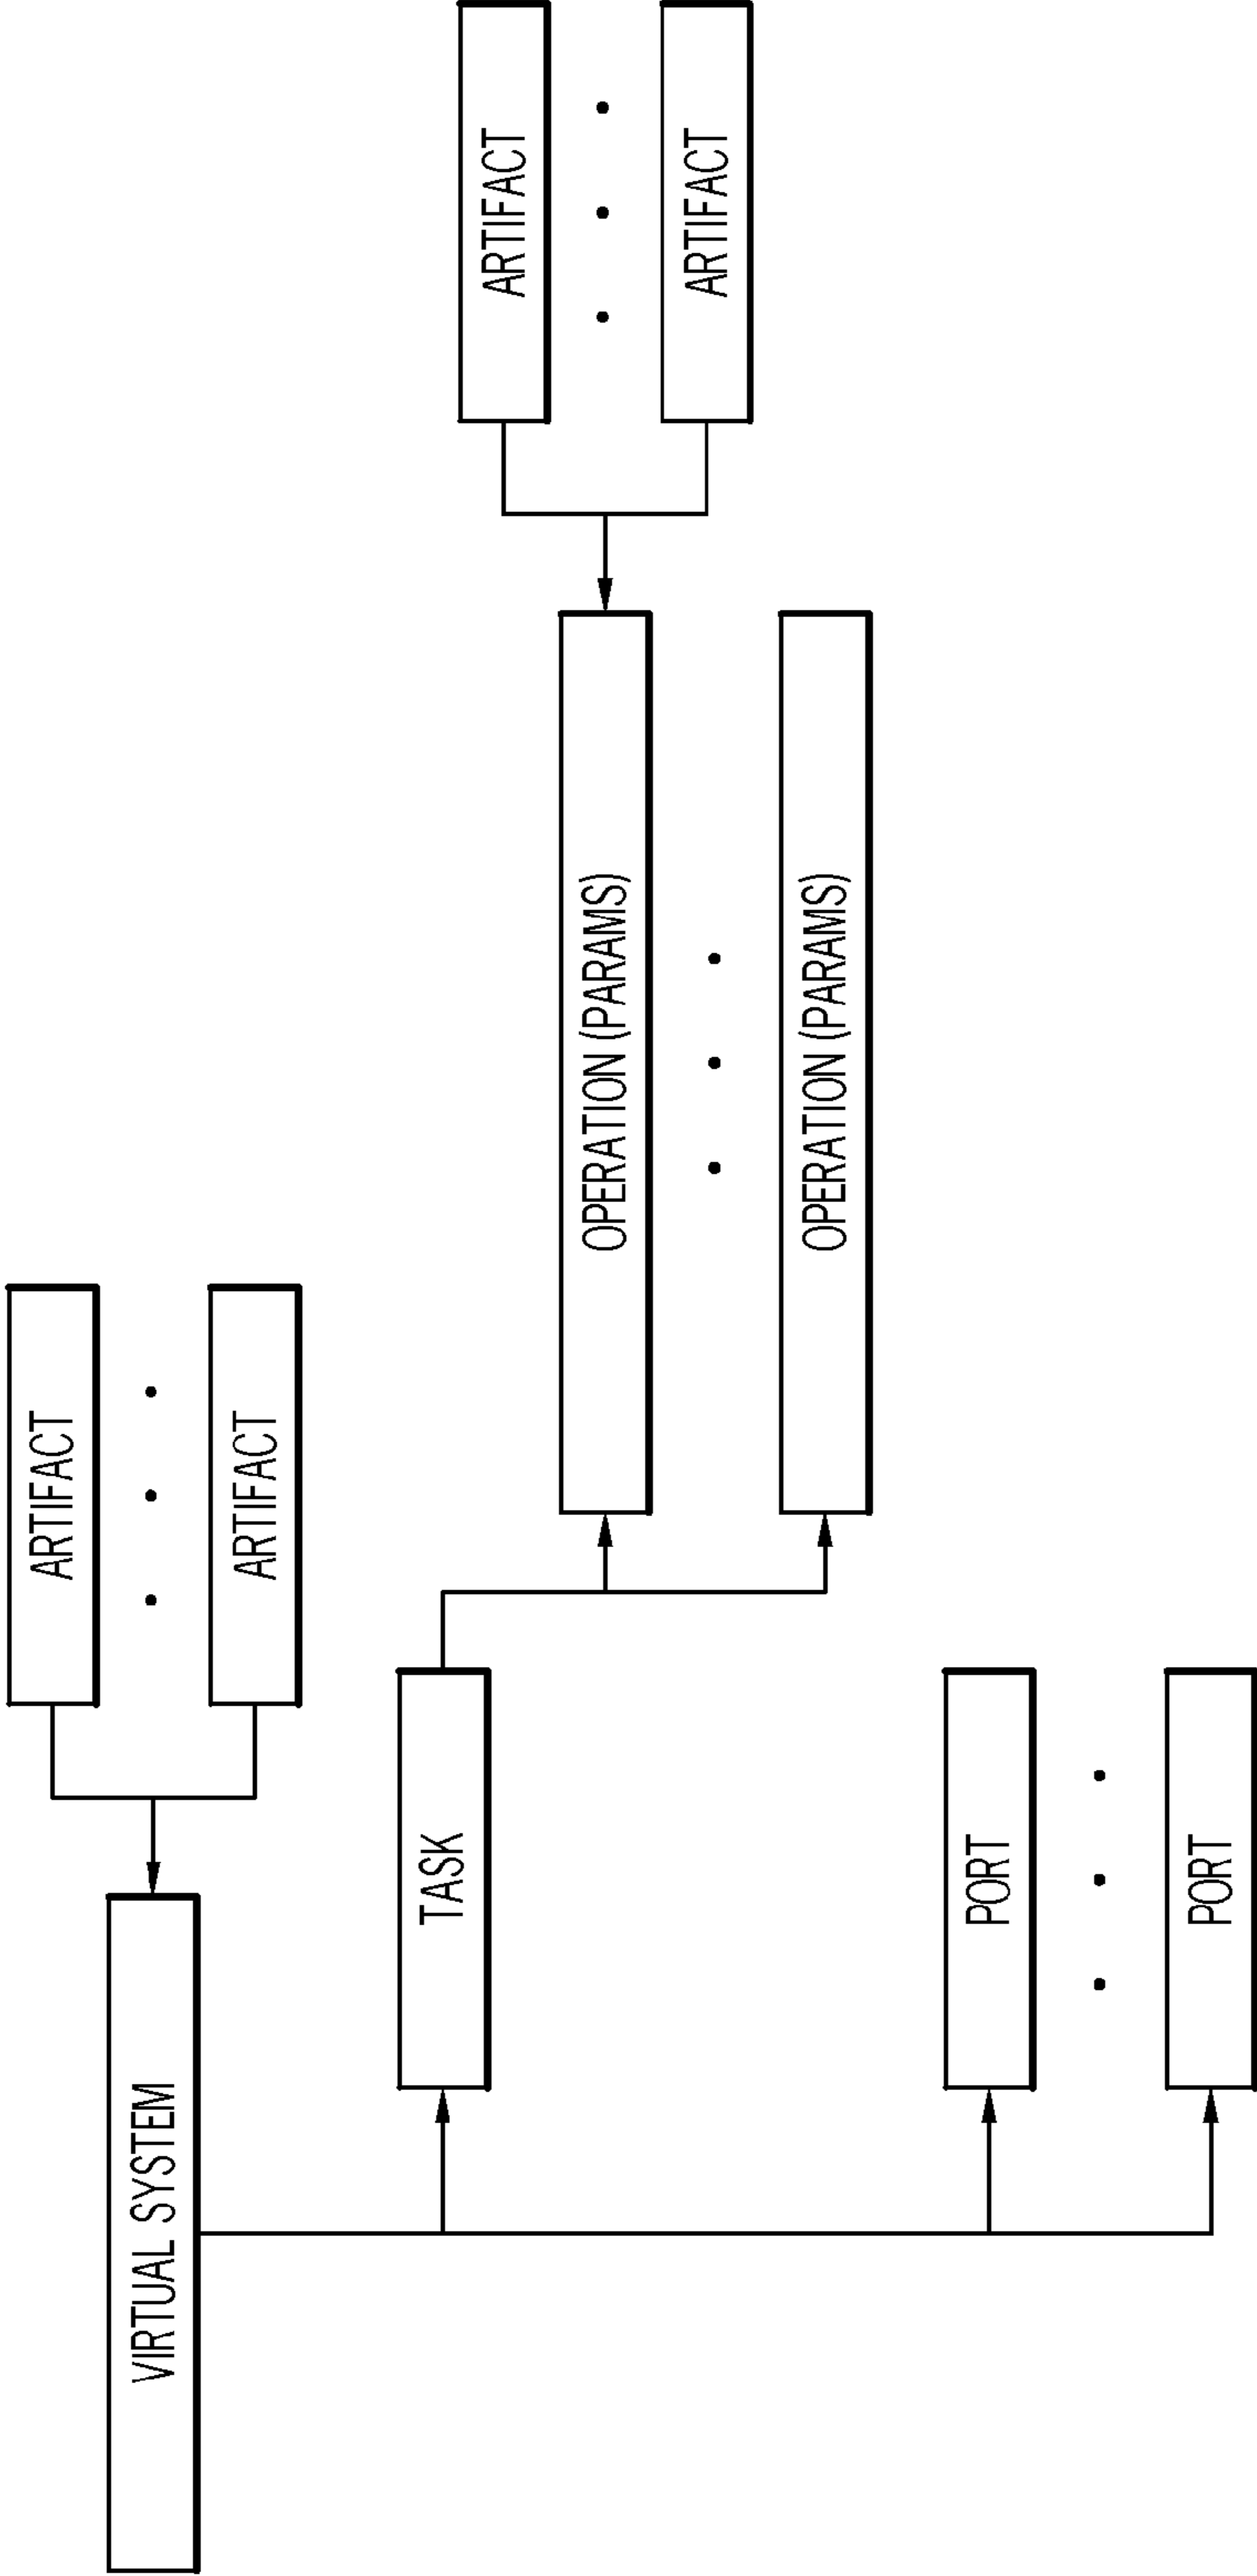 VIRTUAL SYSTEM
ARTIFACT
ARTIFACT
TASK
OPERATION (PARAMS)
OPERATION (PARAMS)
ARTIFACT
ARTIFACT
PORT
PORT